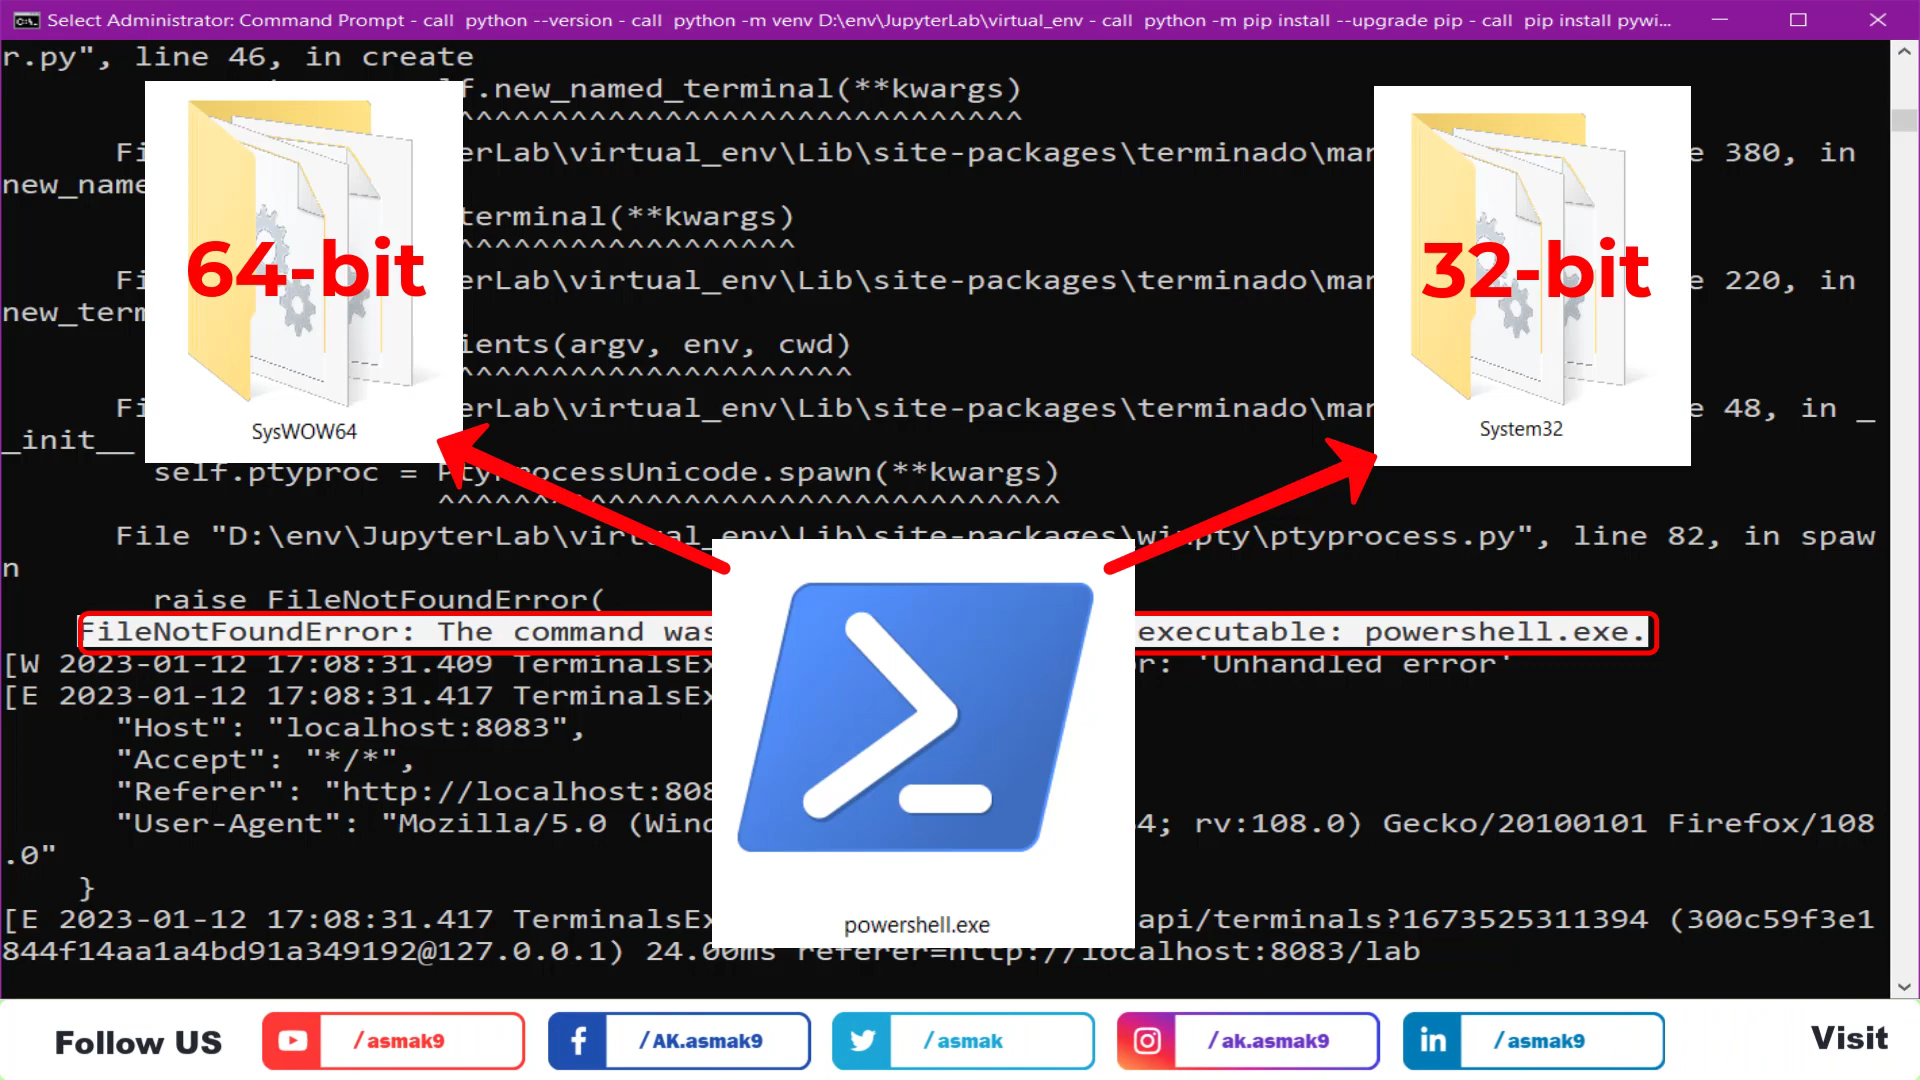 Select Administrator: Command Prompt - call  python --version - call  python -m venv D:\env\JupyterLab\virtual_env - call  python -m pip install --upgrade pip - call  pip install pywi...
r.py", line 46, in create
f.new_named_terminal(**kwargs)
^^^^^^^^^^^^^^^^^^^^^^^^^^^^^^
Fi erLab\virtual_env\Lib\site-packages\terminado\man e 380, in
new_name
terminal(**kwargs)
^^^^^^^^^^^^^^^^^^
64-bit
32-bit
Fi erLab\virtual_env\Lib\site-packages\terminado\man e 220, in
new_term
ients(argv, env, cwd)
^^^^^^^^^^^^^^^^^^^^^
Fi erLab\virtual_env\Lib\site-packages\terminado\man e 48, in _
_init__
SysWOW64
System32
self.ptyproc = PtyProcessUnicode.spawn(**kwargs)
^^^^^^^^^^^^^^^^^^^^^^^^^^^^^^^^^
File "D:\env\JupyterLab\virtual_env\Lib\site-packages\winpty\ptyprocess.py", line 82, in spaw
n
raise FileNotFoundError(
FileNotFoundError: The command was executable: powershell.exe.
[W 2023-01-12 17:08:31.409 TerminalsEx r: 'Unhandled error'
[E 2023-01-12 17:08:31.417 TerminalsEx
"Host": "localhost:8083",
"Accept": "*/*",
"Referer": "http://localhost:808
"User-Agent": "Mozilla/5.0 (Wind 4; rv:108.0) Gecko/20100101 Firefox/108
.0"
}
[E 2023-01-12 17:08:31.417 TerminalsEx api/terminals?1673525311394 (300c59f3e1
844f14aa1a4bd91a349192@127.0.0.1) 24.00ms referer=http://localhost:8083/lab
powershell.exe
Follow US
/asmak9
/AK.asmak9
/asmak
/ak.asmak9
/asmak9
Visit